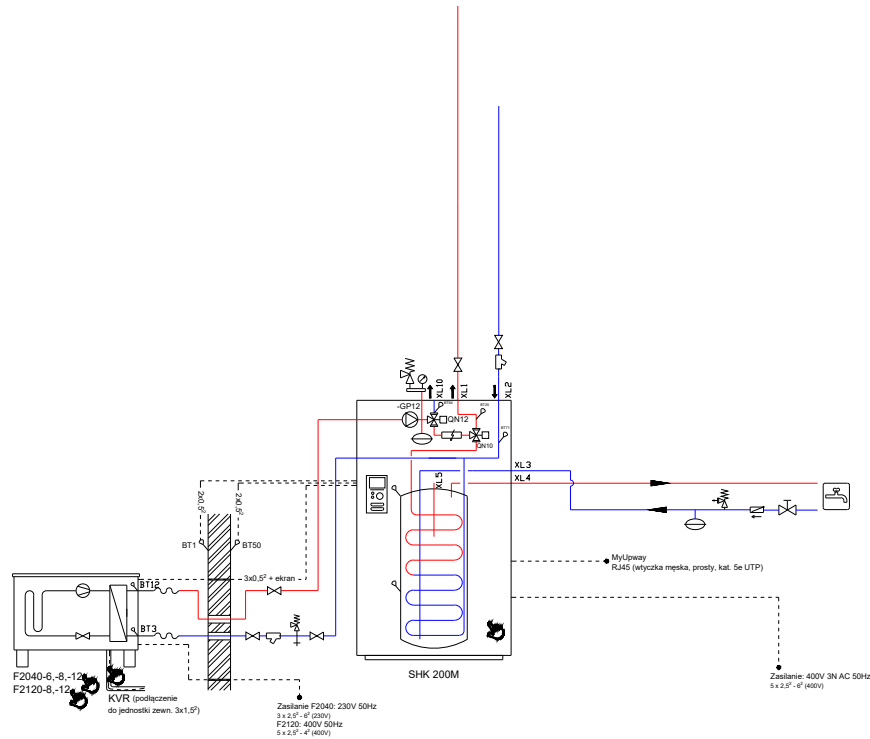 XL10
XL1
XL2
-GP12
QN12
QN10
BT71
XL3
XL4
XL5
2x0,5²
2x0,5²
BT1
BT50
3x0,5² + ekran
BT12
BT3
MyUpway
RJ45 (wtyczka męska, prosty, kat. 5e UTP)
SHK 200M
F2040-6,-8,-12
F2120-8,-12
KVR (podłączenie
do jednostki zewn. 3x1,5²)
Zasilanie F2040: 230V 50Hz
3 x 2,5² - 6² (230V)
F2120: 400V 50Hz
5 x 2,5² - 4² (400V)
Zasilanie: 400V 3N AC 50Hz
5 x 2,5² - 6² (400V)